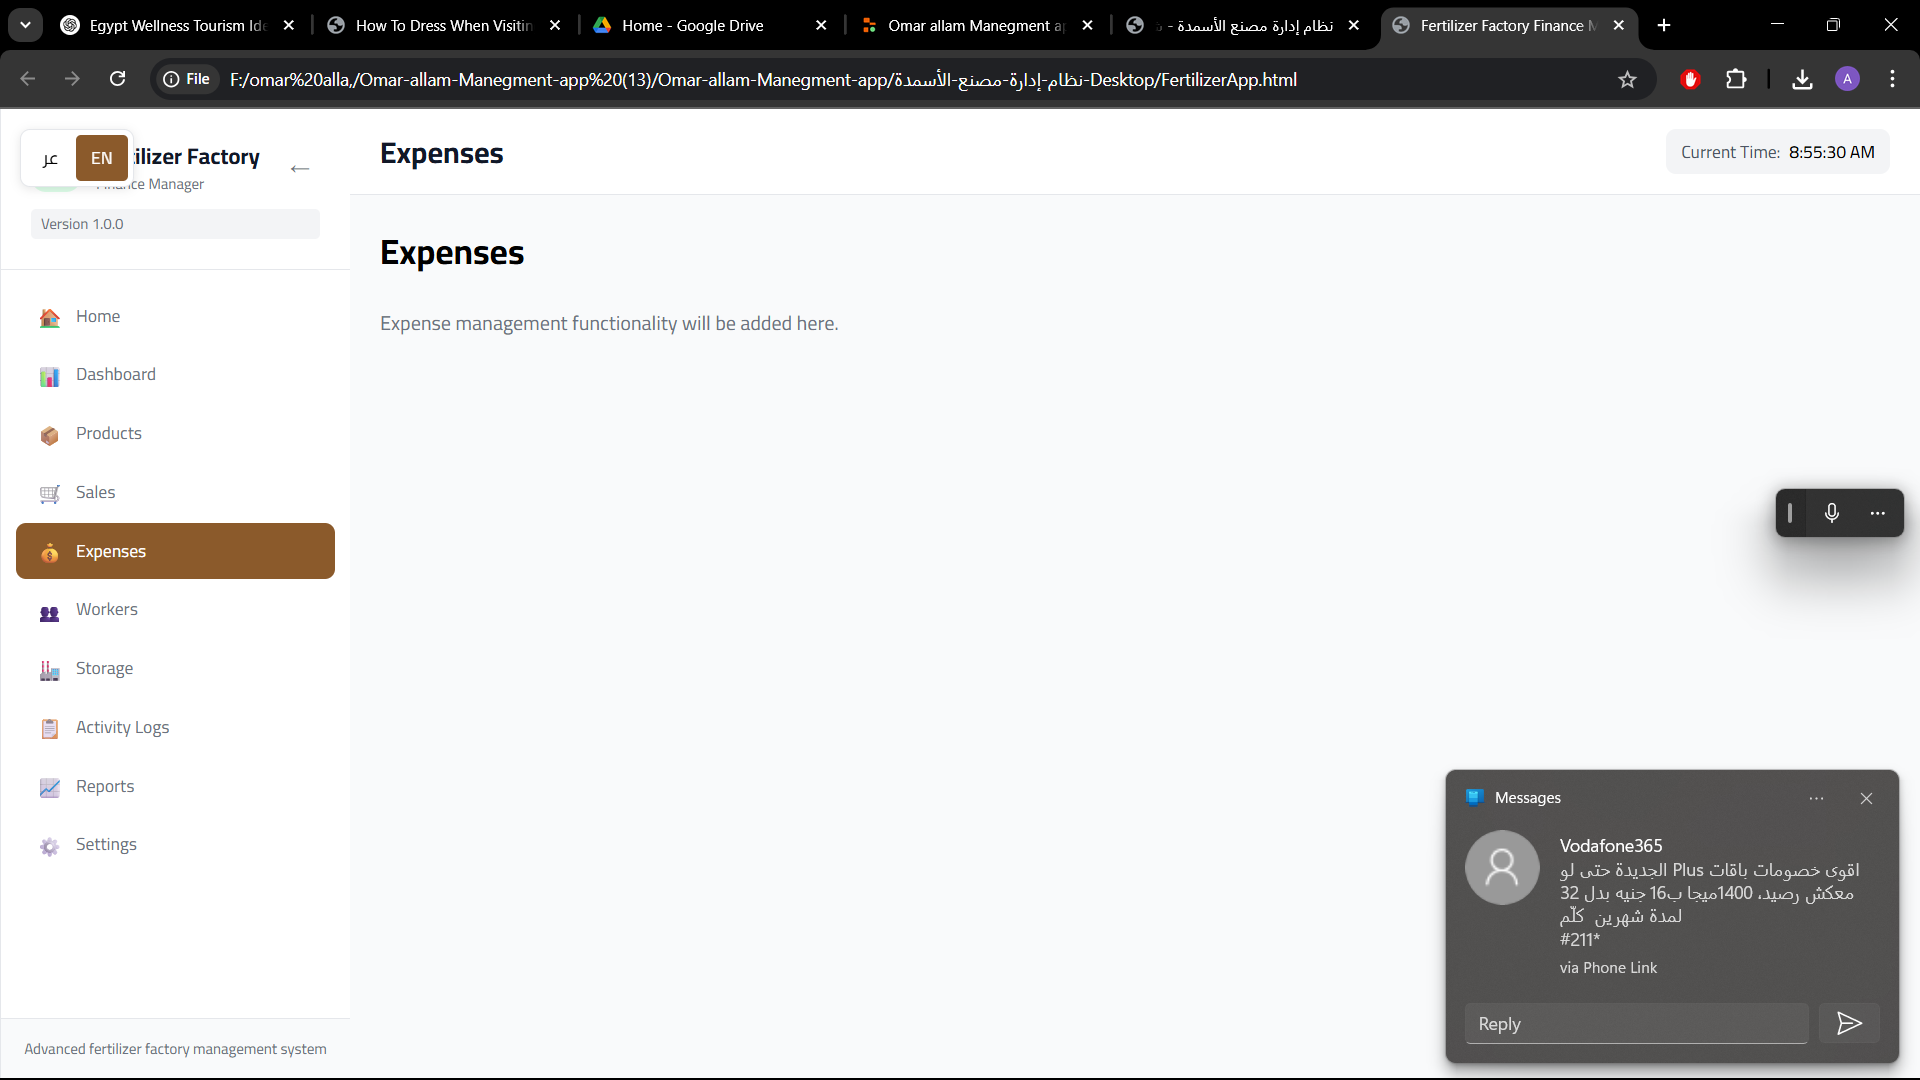 Egypt Wellness Tourism Ide
How To Dress When Visitin
Home - Google Drive
Omar allam Manegment a
نظام إدارة مصنع الأسمدة -
Fertilizer Factory Finance M
File
F:/omar%20alla,/Omar-allam-Manegment-app%20(13)/Omar-allam-Manegment-app/نظام-إدارة-مصنع-الأسمدة-Desktop/FertilizerApp.html
A
عر
EN
tilizer Factory
Finance Manager
Version 1.0.0
Home
Dashboard
Products
Sales
Expenses
Workers
Storage
Activity Logs
Reports
Settings
Advanced fertilizer factory management system
Expenses
Current Time: 8:55:30 AM
Expenses
Expense management functionality will be added here.
Messages
Vodafone365
اقوى خصومات باقات Plus الجديدة حتى لو
معكش رصيد، 1400ميجا ب16 جنيه بدل 32
لمدة شهرين كلّم
#211*
via Phone Link
Reply